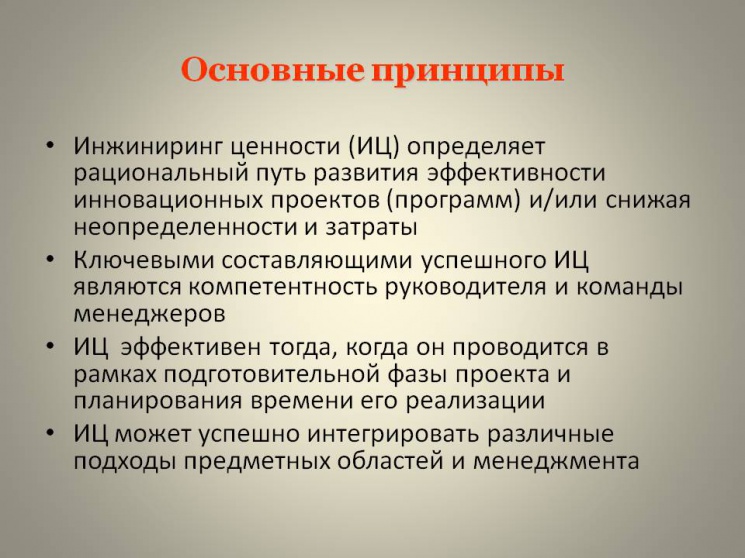 Основные принципы
• Инжиниринг ценности (ИЦ) определяет
рациональный путь развития эффективности
инновационных проектов (программ) и/или снижая
неопределенности и затраты
• Ключевыми составляющими успешного ИЦ
являются компетентность руководителя и команды
менеджеров
• ИЦ эффективен тогда, когда он проводится в
рамках подготовительной фазы проекта и
планирования времени его реализации
• ИЦ может успешно интегрировать различные
подходы предметных областей и менеджмента